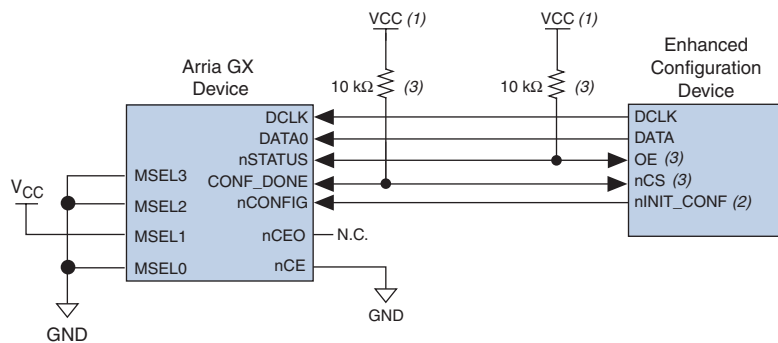 VCC (1)
VCC (1)
Arria GX
Device
10 kΩ
(3)
10 kΩ
(3)
Enhanced
Configuration
Device
DCLK
DCLK
DATA0
DATA
nSTATUS
OE (3)
MSEL3
CONF_DONE
nCS (3)
VCC
MSEL2
nCONFIG
nINIT_CONF (2)
MSEL1
nCEO
N.C.
MSEL0
nCE
GND
GND